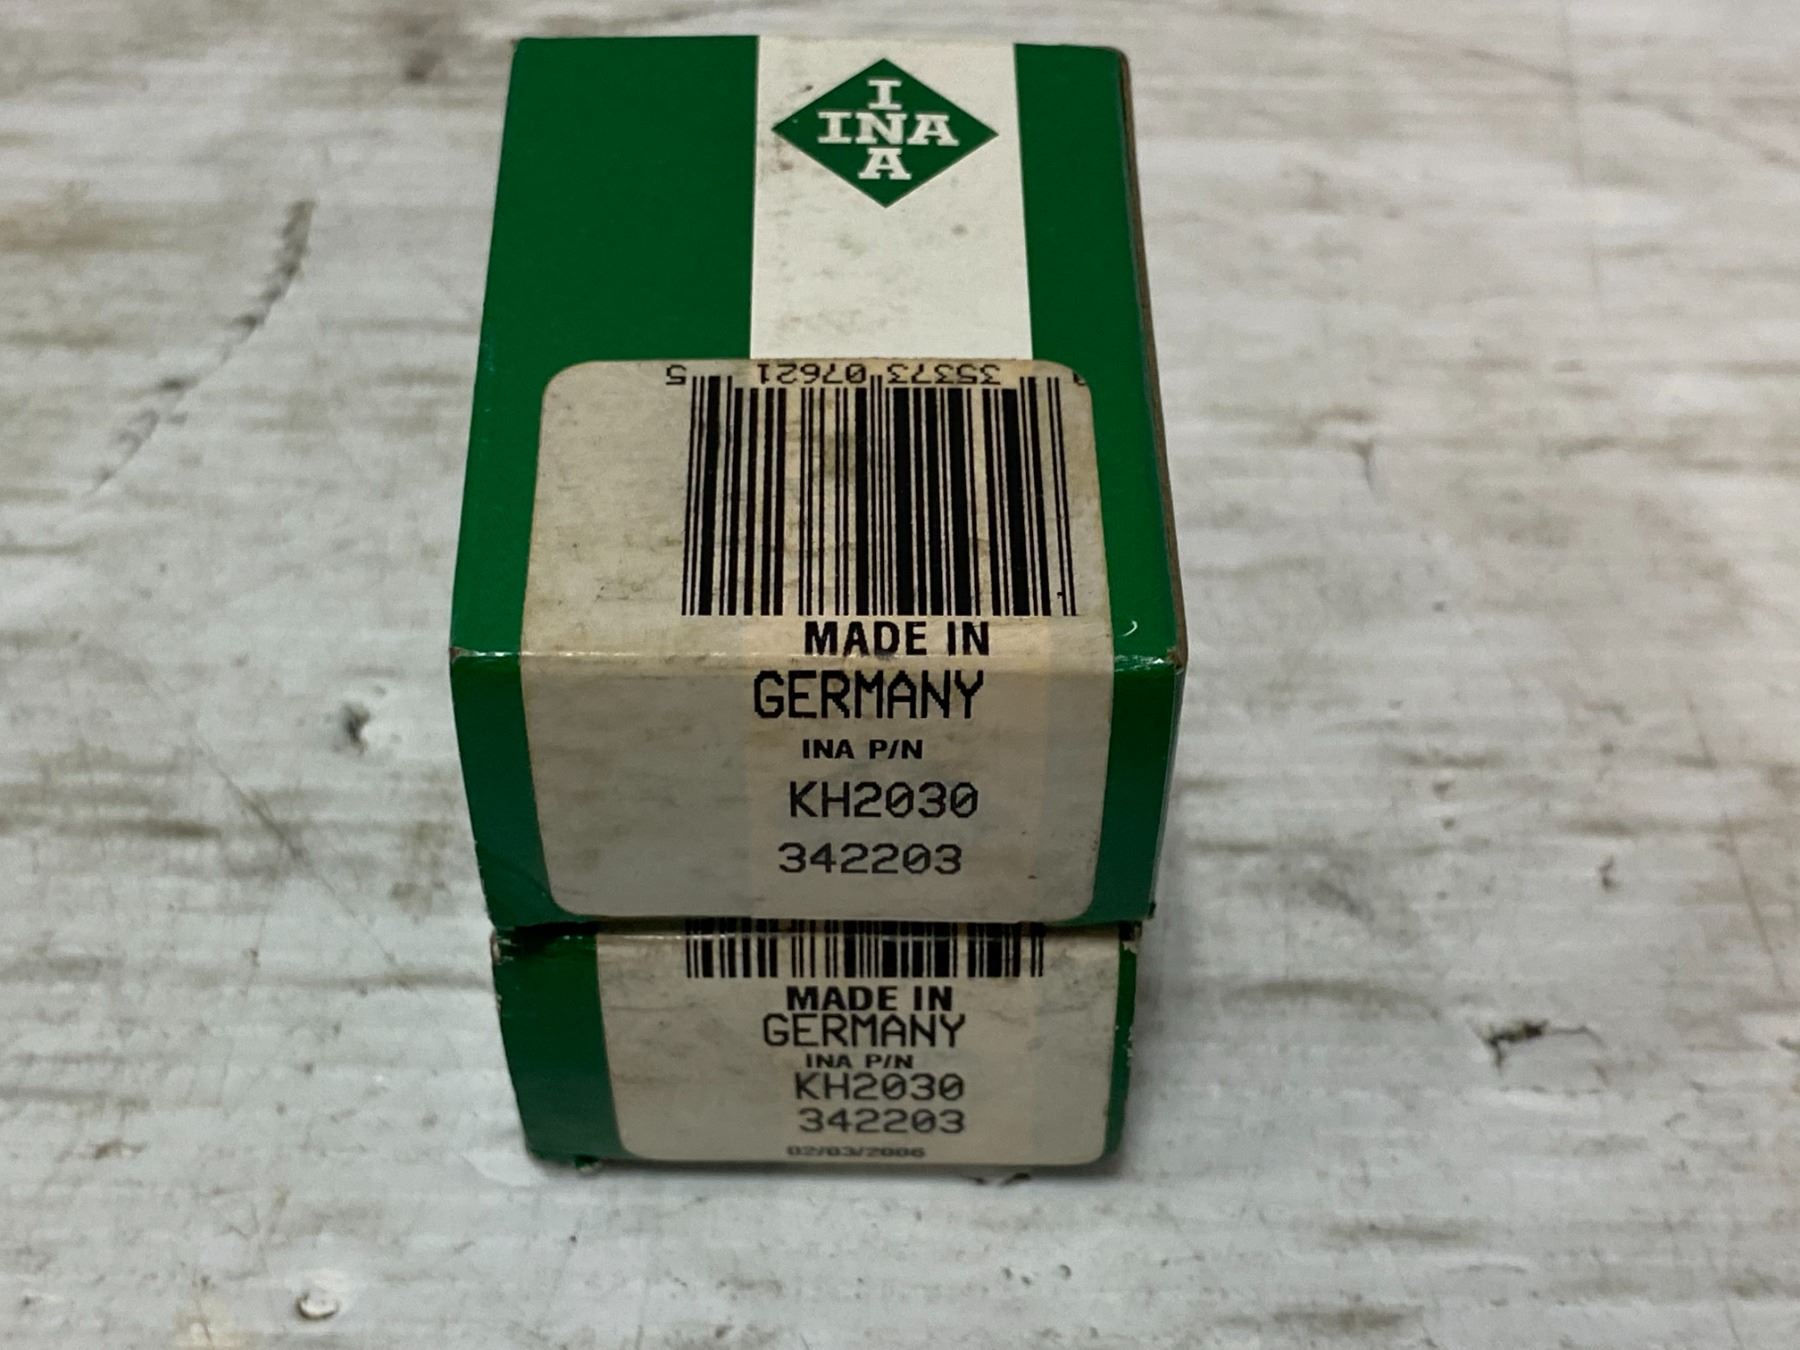 I
INA
A
35373 07621 5
MADE IN
GERMANY
INA P/N
KH2030
342203
MADE IN
GERMANY
INA P/N
KH2030
342203
02/03/2006